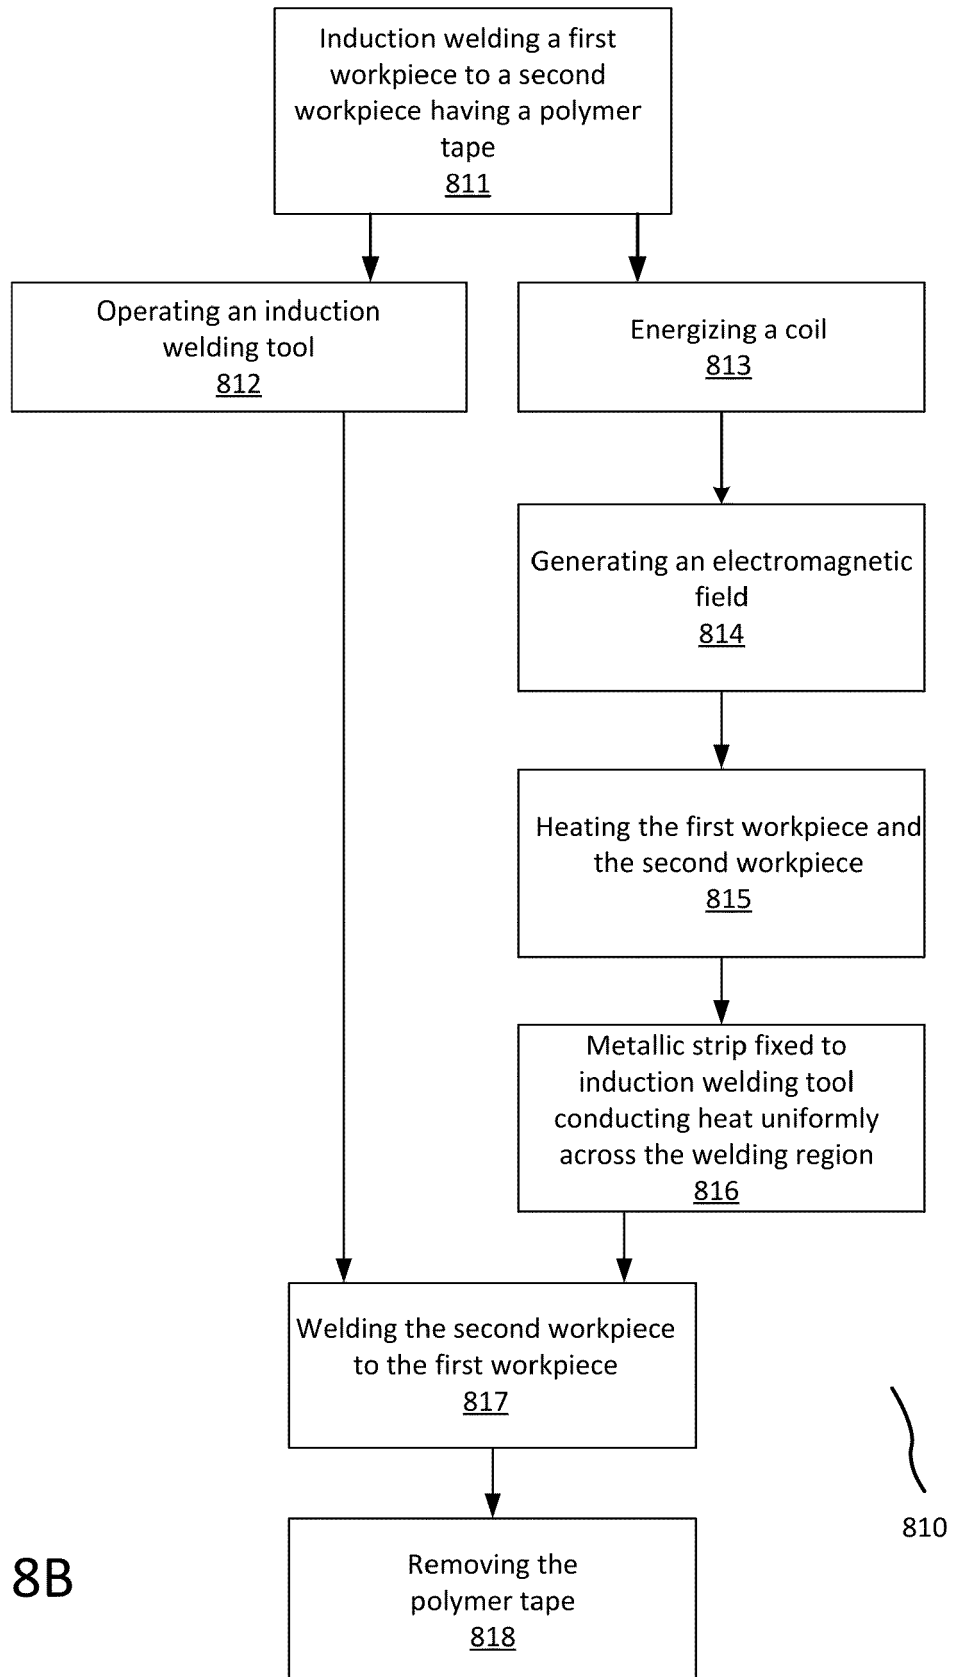 Induction welding a first
workpiece to a second
workpiece having a polymer
tape
811
Operating an induction
welding tool
812
Energizing a coil
813
Generating an electromagnetic
field
814
Heating the first workpiece and
the second workpiece
815
Metallic strip fixed to
induction welding tool
conducting heat uniformly
across the welding region
816
Welding the second workpiece
to the first workpiece
817
810
Removing the
polymer tape
818
8B